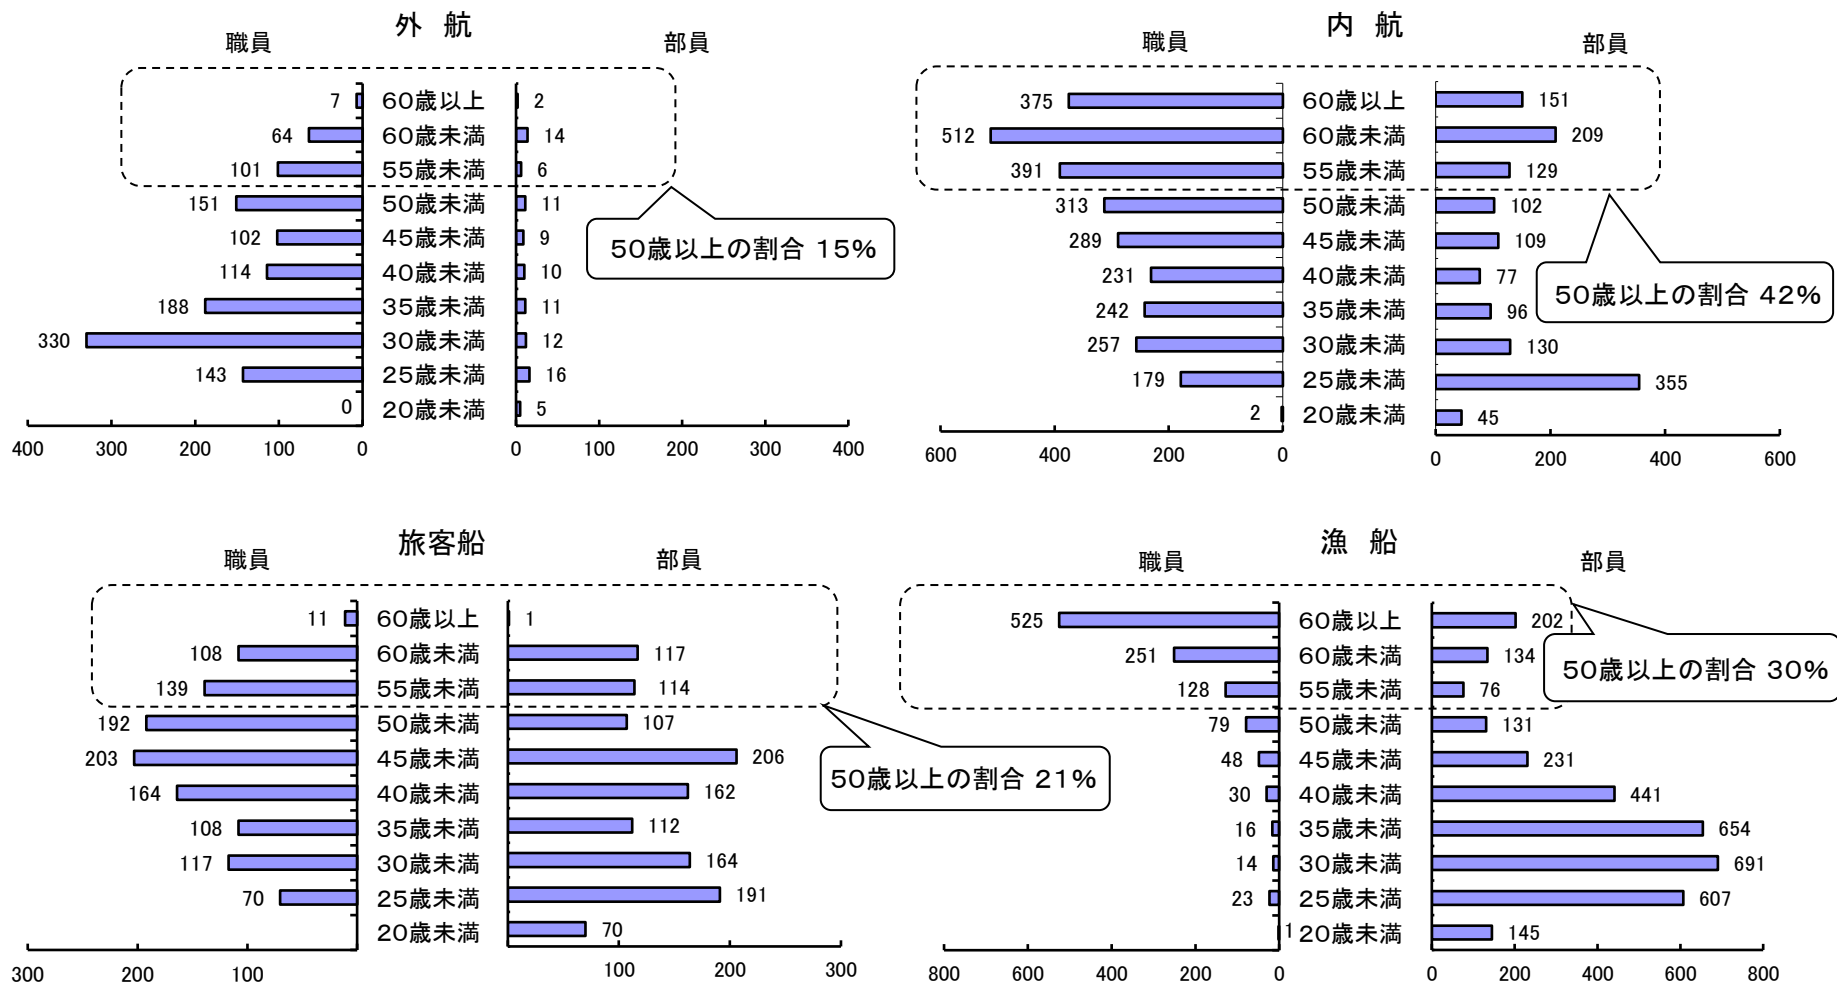 外 航
職員 部員
7 60歳以上 2
64 60歳未満 14
101 55歳未満 6
151 50歳未満 11
102 45歳未満 9
114 40歳未満 10
188 35歳未満 11
330 30歳未満 12
143 25歳未満 16
0 20歳未満 5
400 300 200 100 0 0 100 200 300 400
50歳以上の割合 15%
内 航
職員 部員
375 60歳以上 151
512 60歳未満 209
391 55歳未満 129
313 50歳未満 102
289 45歳未満 109
231 40歳未満 77
242 35歳未満 96
257 30歳未満 130
179 25歳未満 355
2 20歳未満 45
600 400 200 0 0 200 400 600
50歳以上の割合 42%
旅客船
職員 部員
11 60歳以上 1
108 60歳未満 117
139 55歳未満 114
192 50歳未満 107
203 45歳未満 206
164 40歳未満 162
108 35歳未満 112
117 30歳未満 164
70 25歳未満 191
20歳未満 70
300 200 100 100 200 300
50歳以上の割合 21%
漁 船
職員 部員
525 60歳以上 202
251 60歳未満 134
128 55歳未満 76
79 50歳未満 131
48 45歳未満 231
30 40歳未満 441
16 35歳未満 654
14 30歳未満 691
23 25歳未満 607
1 20歳未満 145
800 600 400 200 0 0 200 400 600 800
50歳以上の割合 30%